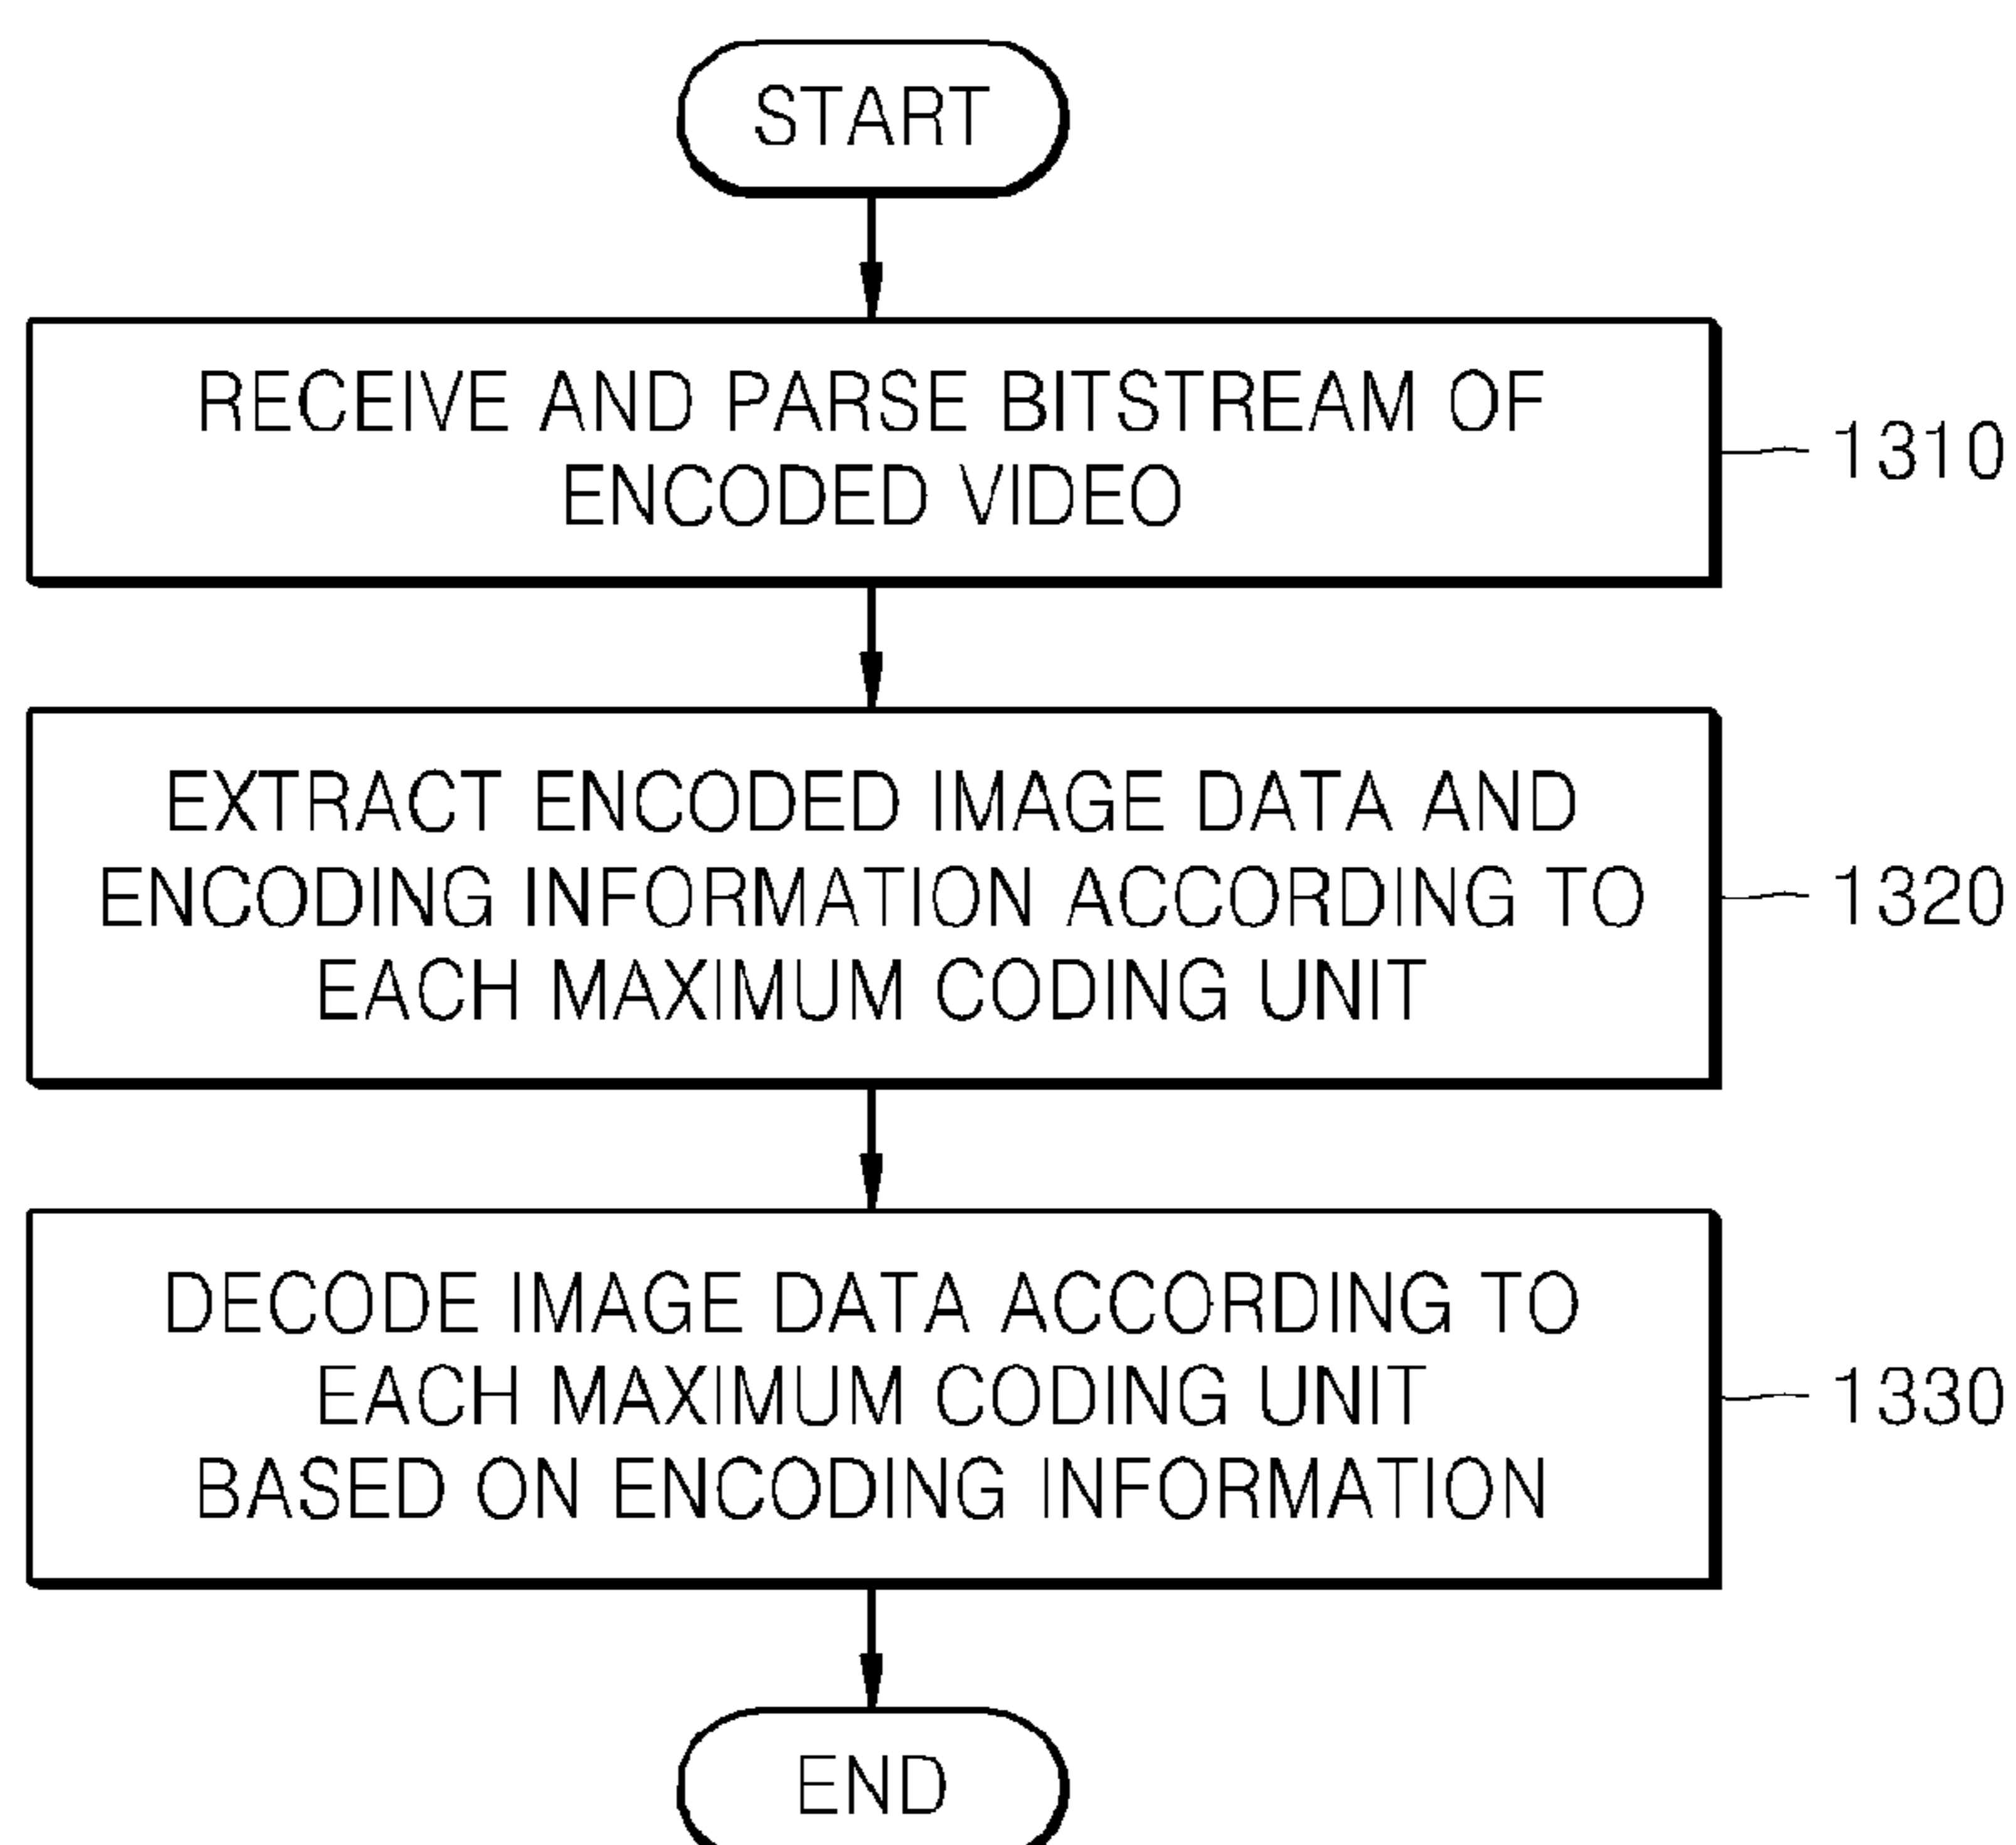 START
RECEIVE AND PARSE BITSTREAM OF
ENCODED VIDEO
1310
EXTRACT ENCODED IMAGE DATA AND
ENCODING INFORMATION ACCORDING TO
EACH MAXIMUM CODING UNIT
1320
DECODE IMAGE DATA ACCORDING TO
EACH MAXIMUM CODING UNIT
BASED ON ENCODING INFORMATION
1330
END